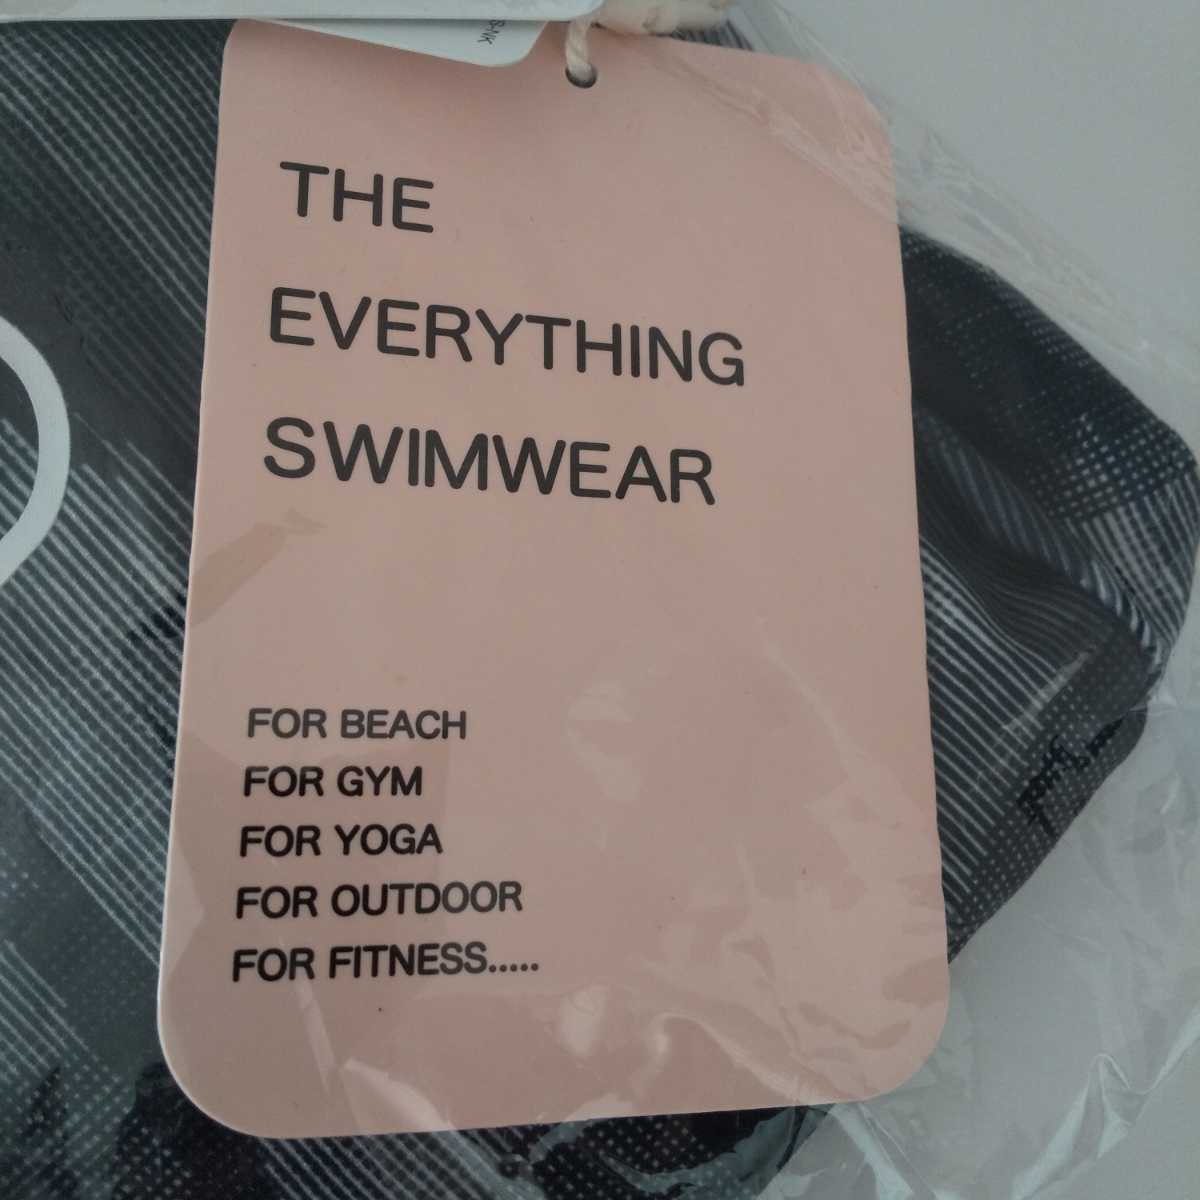 THE
EVERYTHING
SWIMWEAR
FOR BEACH
FOR GYM
FOR YOGA
FOR OUTDOOR
FOR FITNESS.....